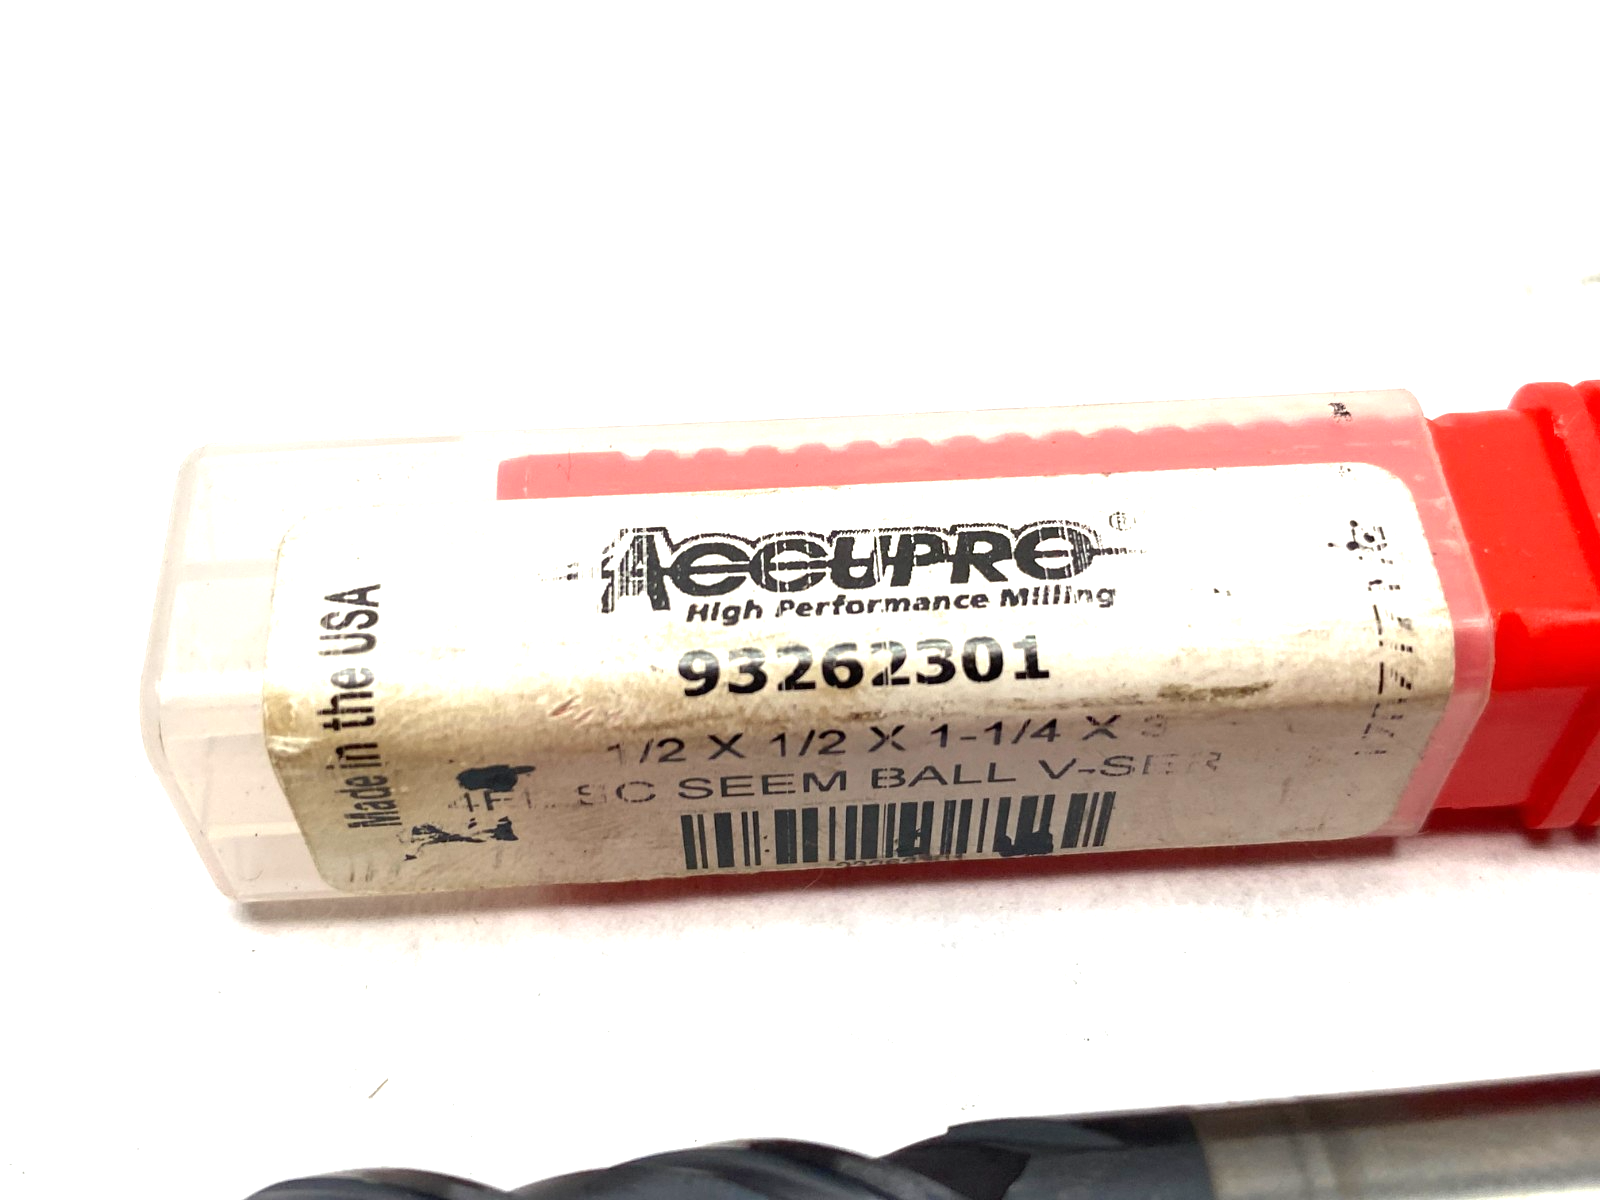 ACCUPRO®
High Performance Milling
93262301
1/2 X 1/2 X 1-1/4 X 3
4FL SC SEEM BALL V-SER
Made in the USA